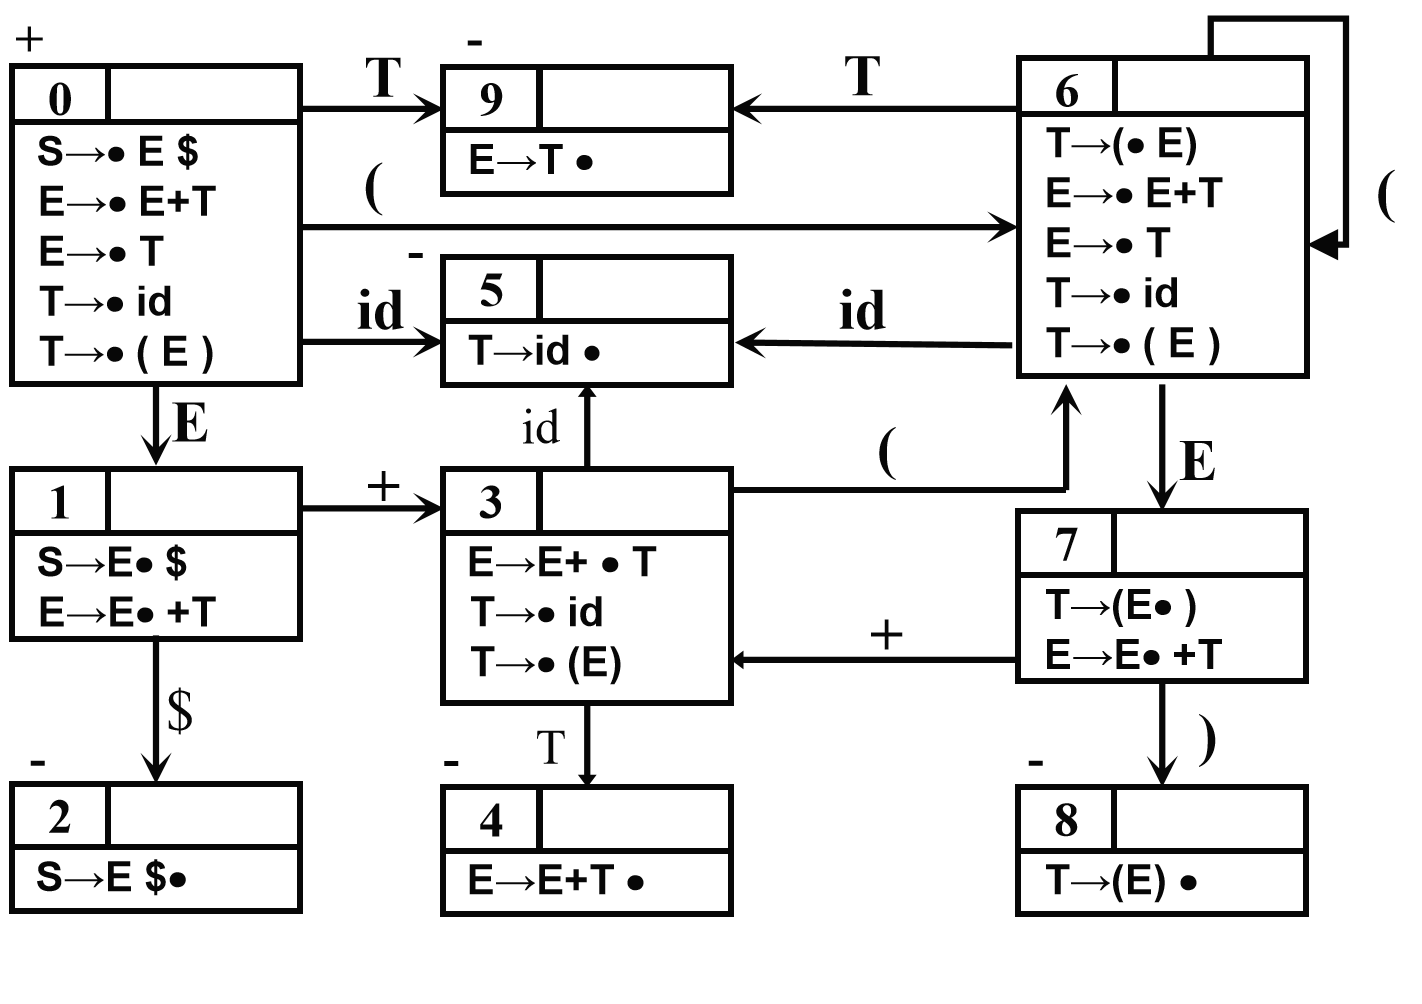 +
0
S→● E $
E→● E+T
E→● T
T→● id
T→● ( E )
T
-
9
E→T ●
T
6
T→(● E)
E→● E+T
E→● T
T→● id
T→● ( E )
(
(
-
5
T→id ●
id
id
E
id
(
E
1
S→E● $
E→E● +T
+
3
E→E+ ● T
T→● id
T→● (E)
7
T→(E● )
E→E● +T
+
$
T
)
-
2
S→E $●
-
4
E→E+T ●
-
8
T→(E) ●